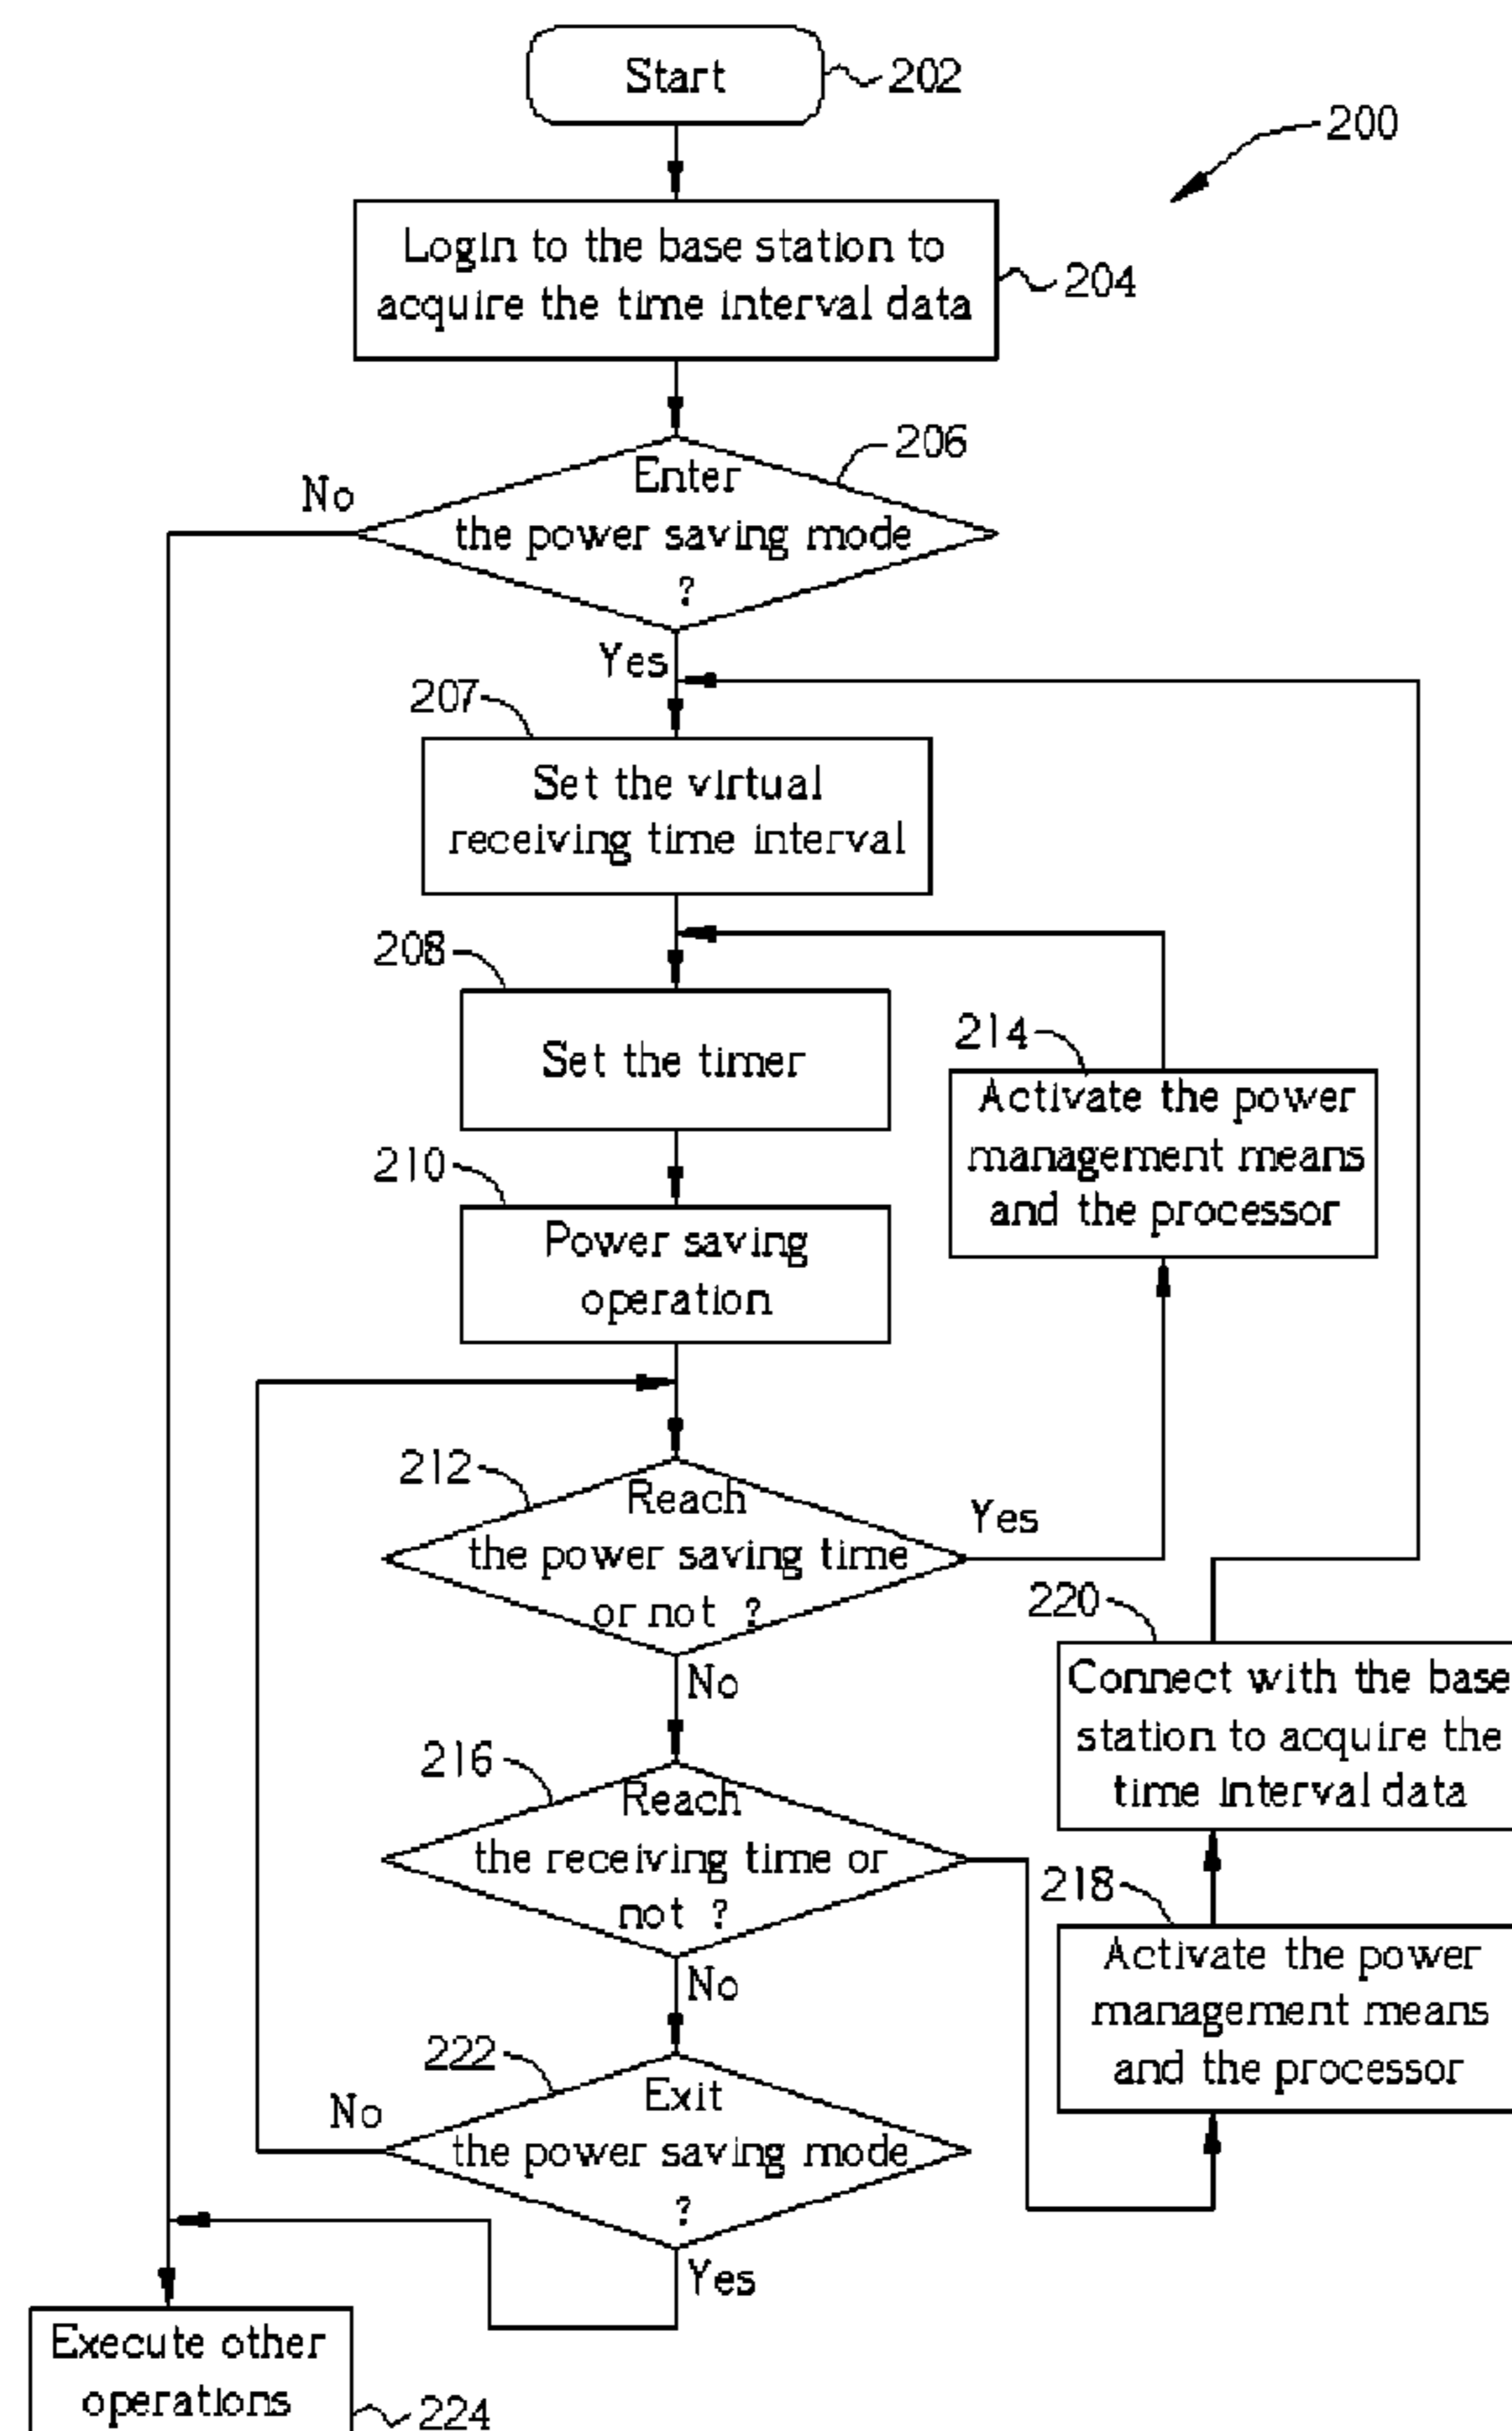 Start
202
200
Login to the base station to
acquire the time interval data
204
206
Enter
the power saving mode
?
No
Yes
207
Set the virtual
receiving time interval
208
Set the timer
214
Activate the power
management means
and the processor
210
Power saving
operation
212
Reach
the power saving time
or not ?
Yes
No
220
Connect with the base
station to acquire the
time interval data
216
Reach
the receiving time or
not ?
No
218
Activate the power
management means
and the processor
222
Exit
the power saving mode
?
No
Yes
Execute other
operations
224